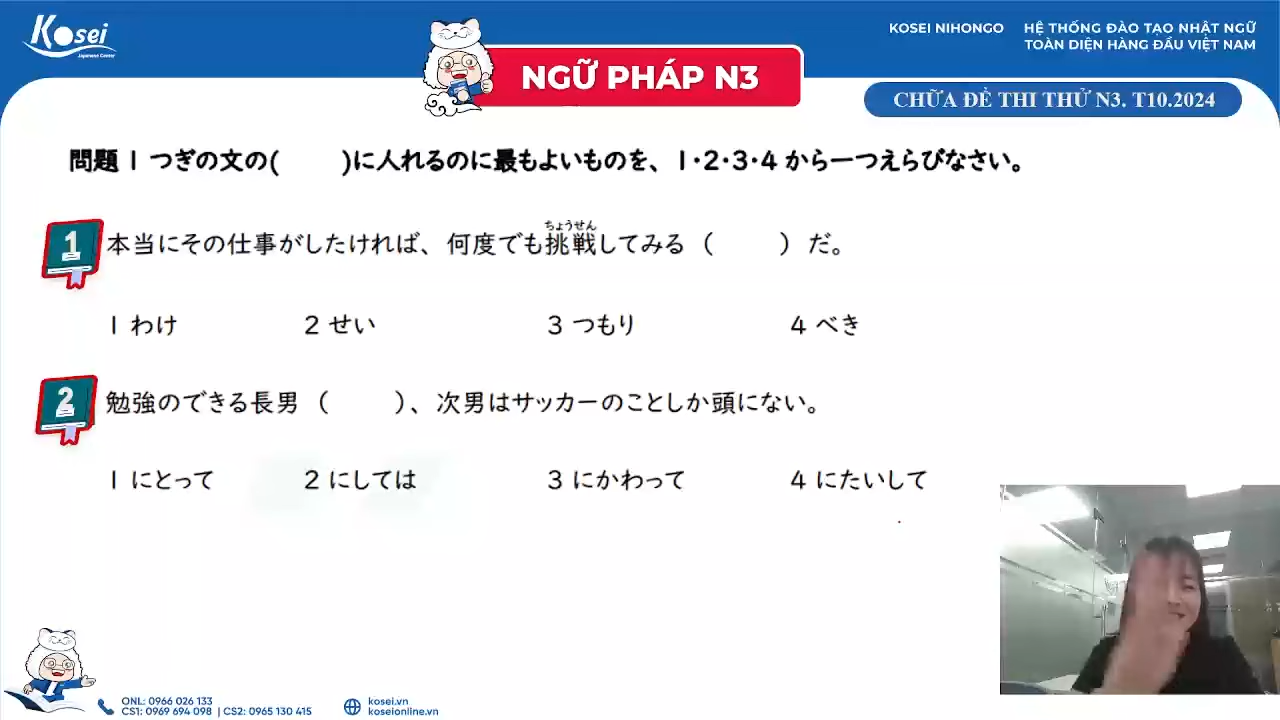 Kosei
Japanese Center
KOSEI NIHONGO
HỆ THỐNG ĐÀO TẠO NHẬT NGỮ
TOÀN DIỆN HÀNG ĐẦU VIỆT NAM
NGỮ PHÁP N3
CHỮA ĐỀ THI THỬ N3. T10.2024
問題 1 つぎの文の( )に人れるのに最もよいものを、1・2・3・4 から一つえらびなさい。
1
ちょうせん
本当にその仕事がしたければ、何度でも挑戦してみる ( ) だ。
1 わけ 2 せい 3 つもり 4 べき
2
勉強のできる長男 ( )、次男はサッカーのことしか頭にない。
1 にとって 2 にしては 3 にかわって 4 にたいして
ONL: 0966 026 133
CS1: 0969 694 098 | CS2: 0965 130 415
kosei.vn
koseionline.vn